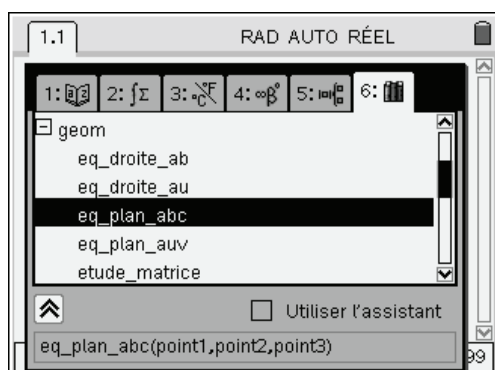 1.1 RAD AUTO RÉEL
1: 2: ∫Σ 3: °C°F 4: ∞β° 5: 6:
geom
eq_droite_ab
eq_droite_au
eq_plan_abc
eq_plan_auv
etude_matrice
Utiliser l'assistant
eq_plan_abc(point1,point2,point3)
99